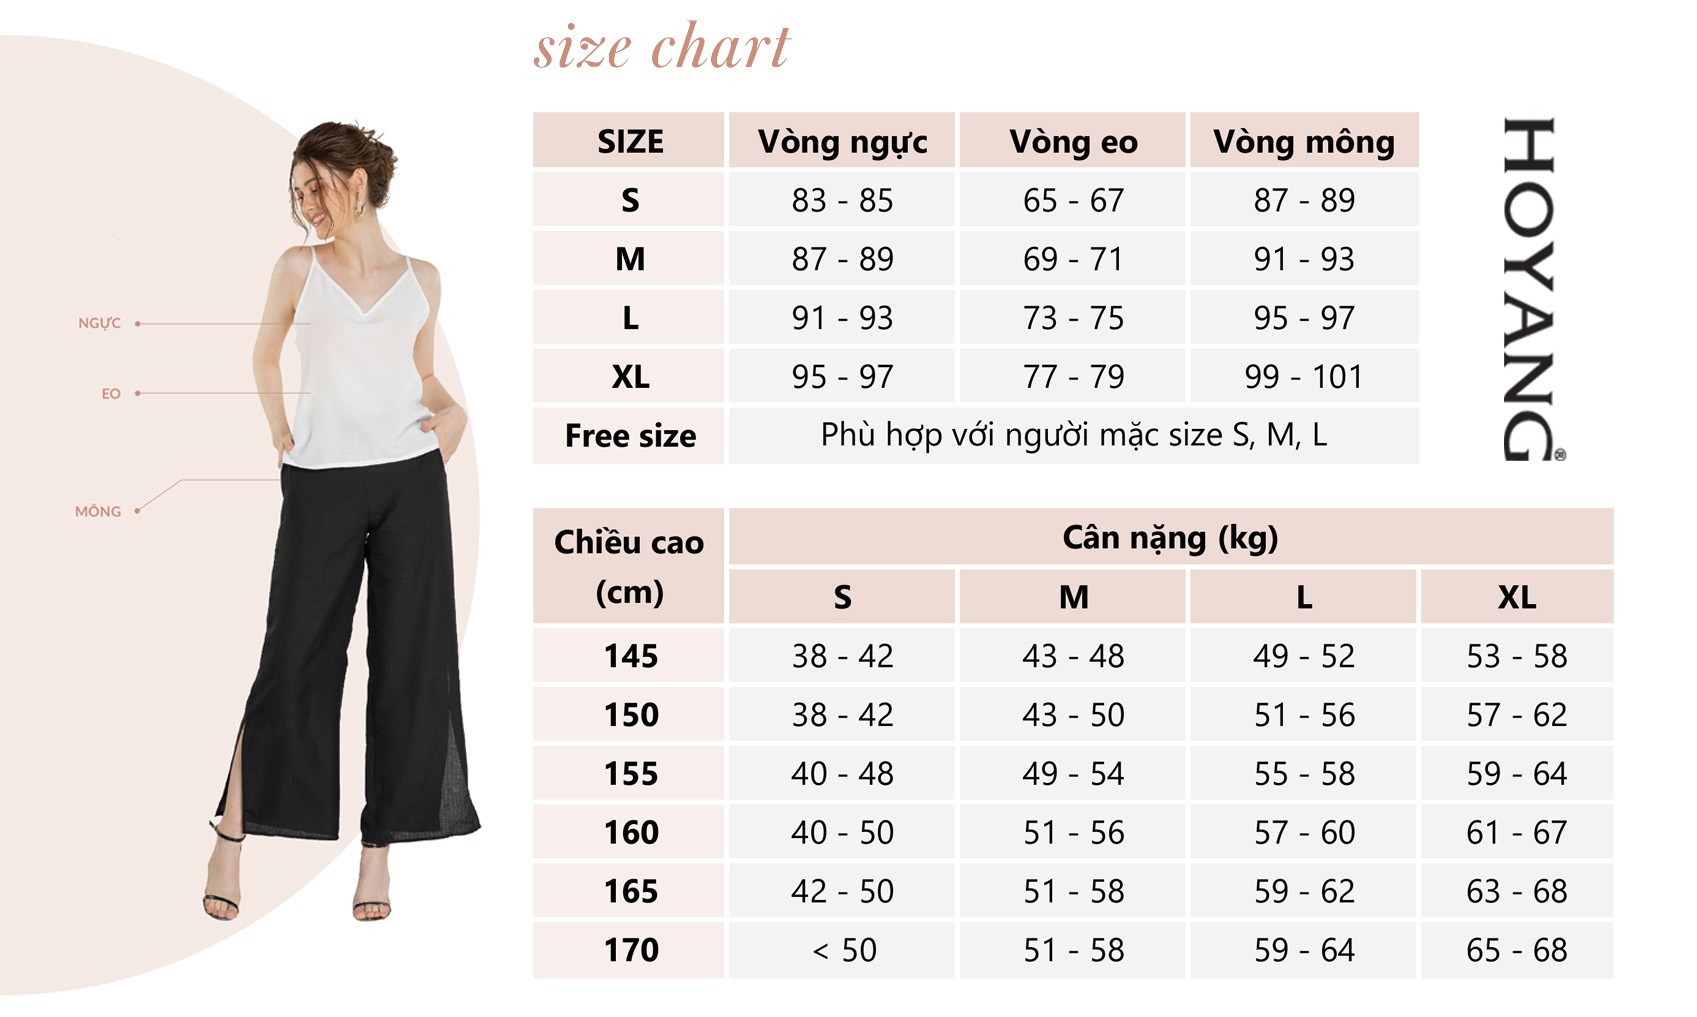 size chart
SIZE Vòng ngực Vòng eo Vòng mông
S 83 - 85 65 - 67 87 - 89
M 87 - 89 69 - 71 91 - 93
L 91 - 93 73 - 75 95 - 97
XL 95 - 97 77 - 79 99 - 101
Free size Phù hợp với người mặc size S, M, L
HOYANG®
NGỰC
EO
MÔNG
Chiều cao (cm) Cân nặng (kg)
S M L XL
145 38 - 42 43 - 48 49 - 52 53 - 58
150 38 - 42 43 - 50 51 - 56 57 - 62
155 40 - 48 49 - 54 55 - 58 59 - 64
160 40 - 50 51 - 56 57 - 60 61 - 67
165 42 - 50 51 - 58 59 - 62 63 - 68
170 < 50 51 - 58 59 - 64 65 - 68